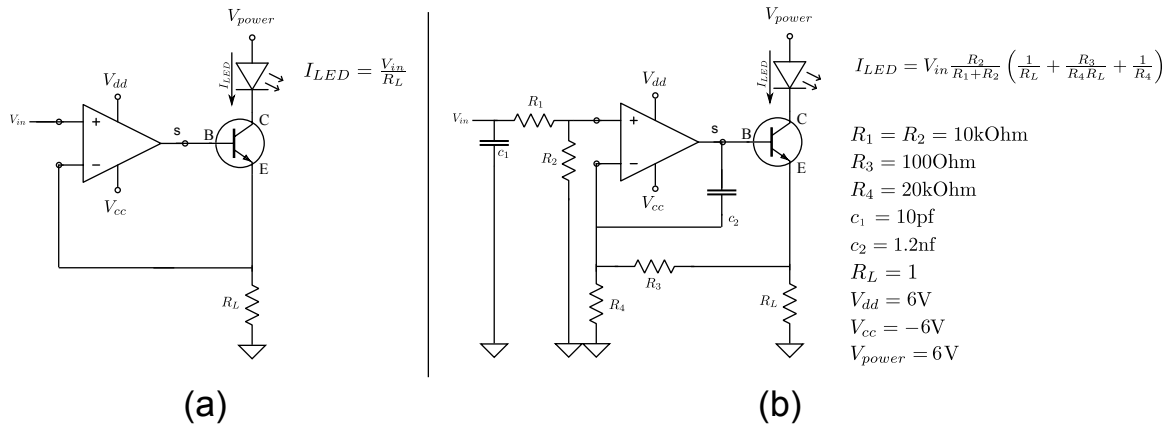 V_power
I_LED
I_LED = V_in / R_L
V_dd
V_in
+
−
S
B
C
E
V_cc
R_L
(a)
V_power
I_LED
I_LED = V_in R_2/(R_1+R_2) (1/R_L + R_3/(R_4R_L) + 1/R_4)
V_dd
V_in
R_1
c_1
R_2
+
−
S
B
C
E
V_cc
c_2
R_3
R_4
R_L
R_1 = R_2 = 10kOhm
R_3 = 100Ohm
R_4 = 20kOhm
c_1 = 10pf
c_2 = 1.2nf
R_L = 1
V_dd = 6V
V_cc = −6V
V_power = 6V
(b)